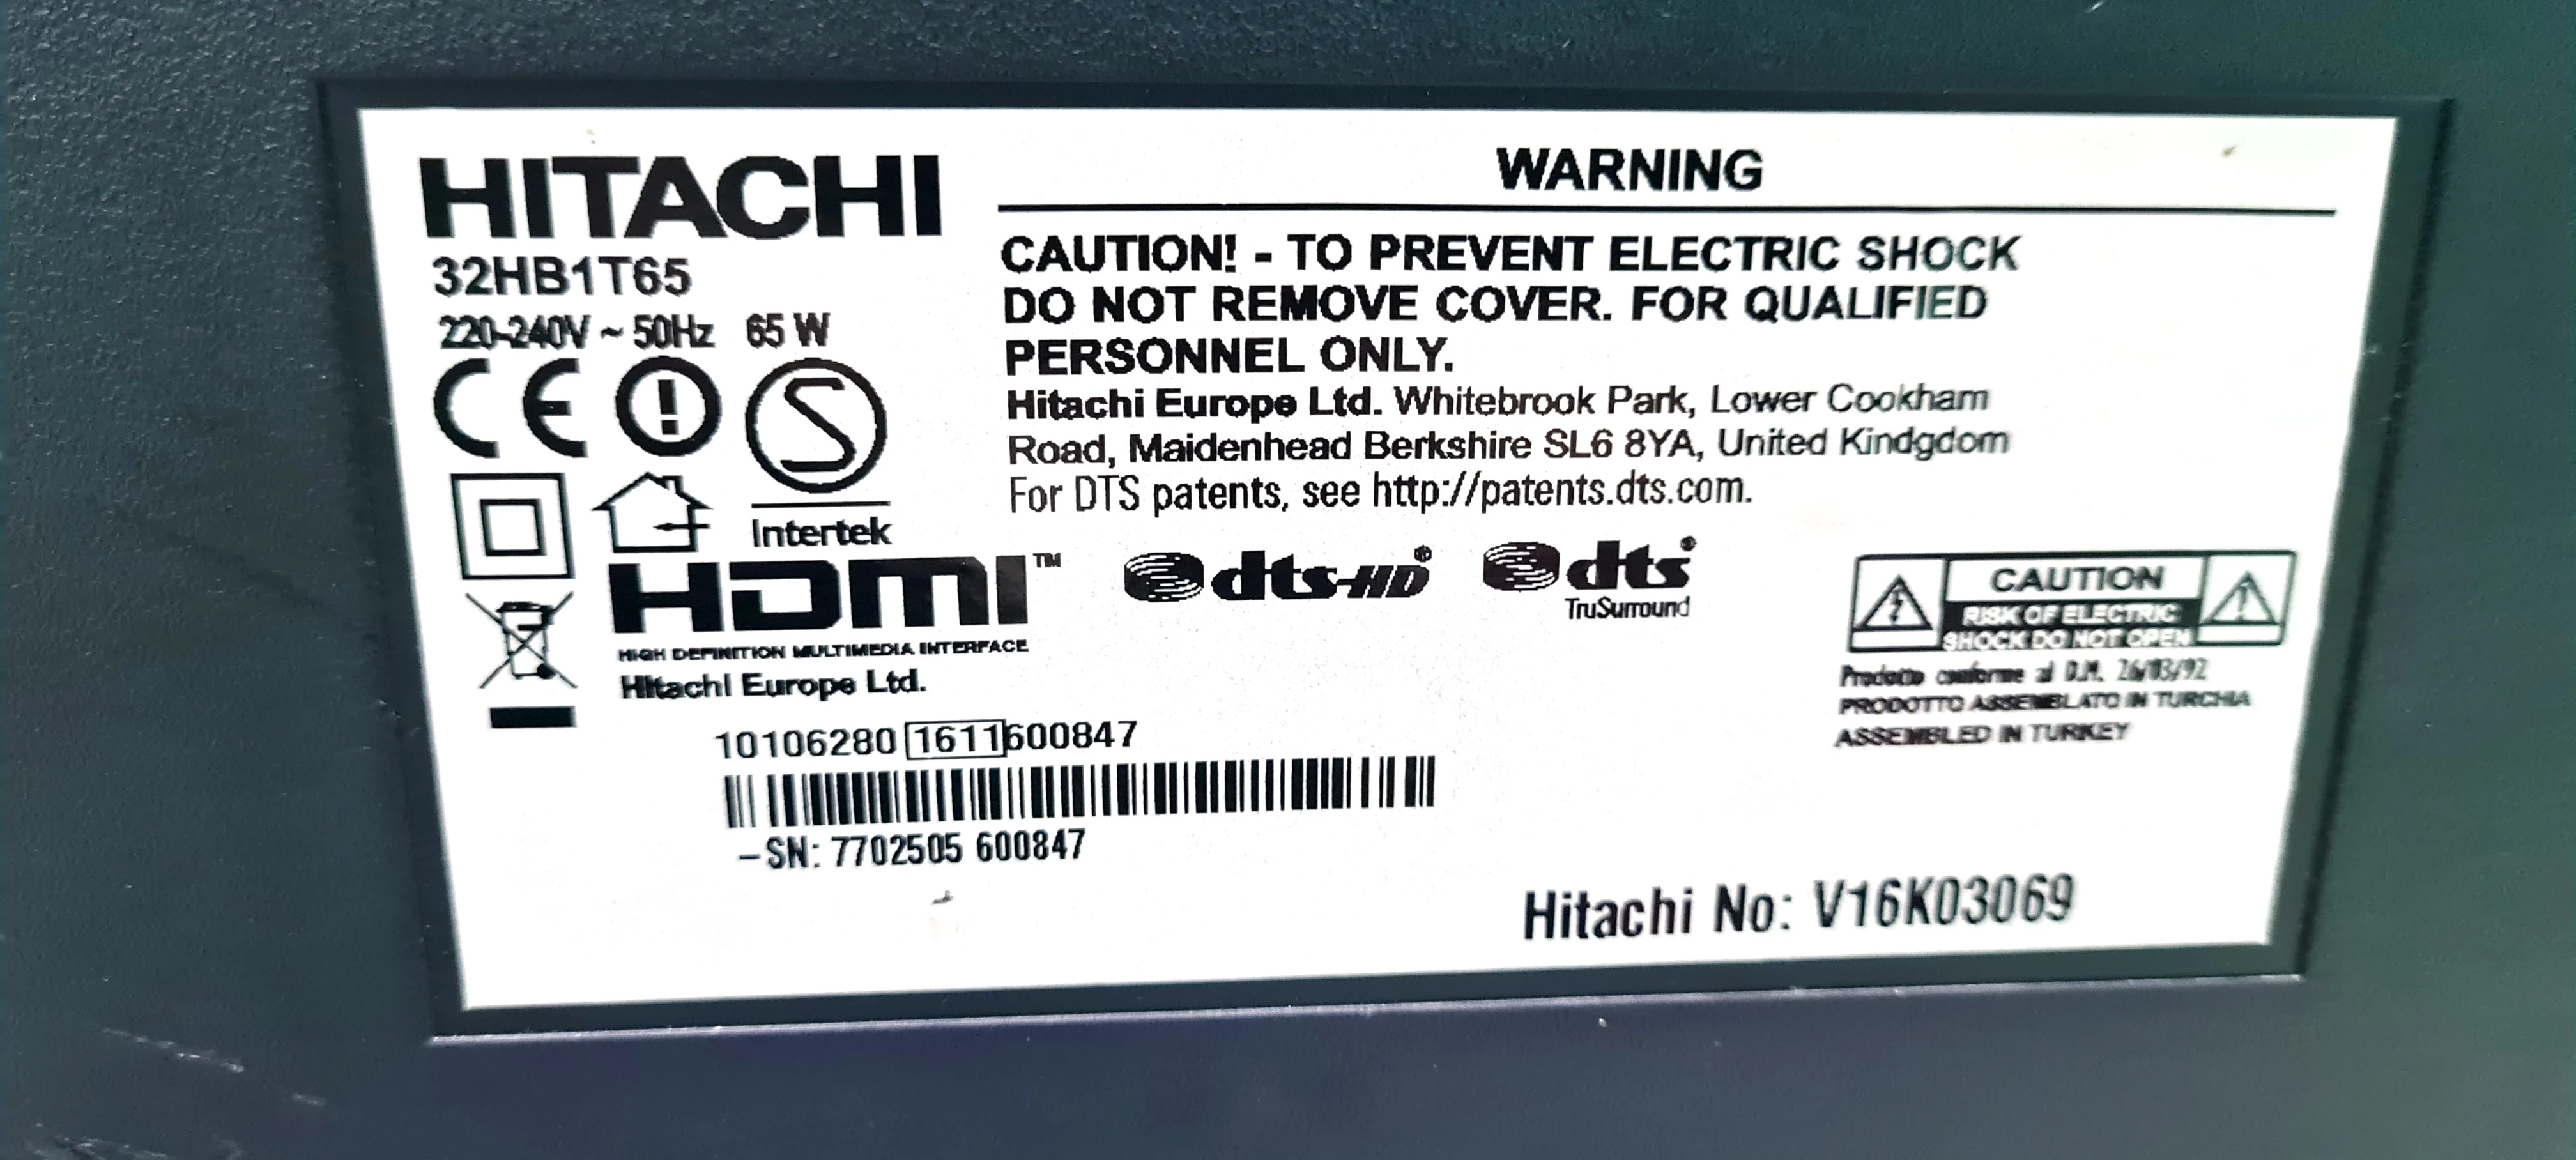 HITACHI
32HB1T65
220-240V ~ 50Hz 65 W
CE
S
Intertek
HDMI™
HIGH DEFINITION MULTIMEDIA INTERFACE
Hitachi Europe Ltd.
10106280 1611 600847
-SN: 7702505 600847
WARNING
CAUTION! - TO PREVENT ELECTRIC SHOCK
DO NOT REMOVE COVER. FOR QUALIFIED
PERSONNEL ONLY.
Hitachi Europe Ltd. Whitebrook Park, Lower Cookham
Road, Maidenhead Berkshire SL6 8YA, United Kindgdom
For DTS patents, see http://patents.dts.com.
dts-HD®
dts®
TruSurround
CAUTION
RISK OF ELECTRIC
SHOCK DO NOT OPEN
Prodotto conforme al D.M. 26/03/92
PRODOTTO ASSEMBLATO IN TURCHIA
ASSEMBLED IN TURKEY
Hitachi No: V16K03069